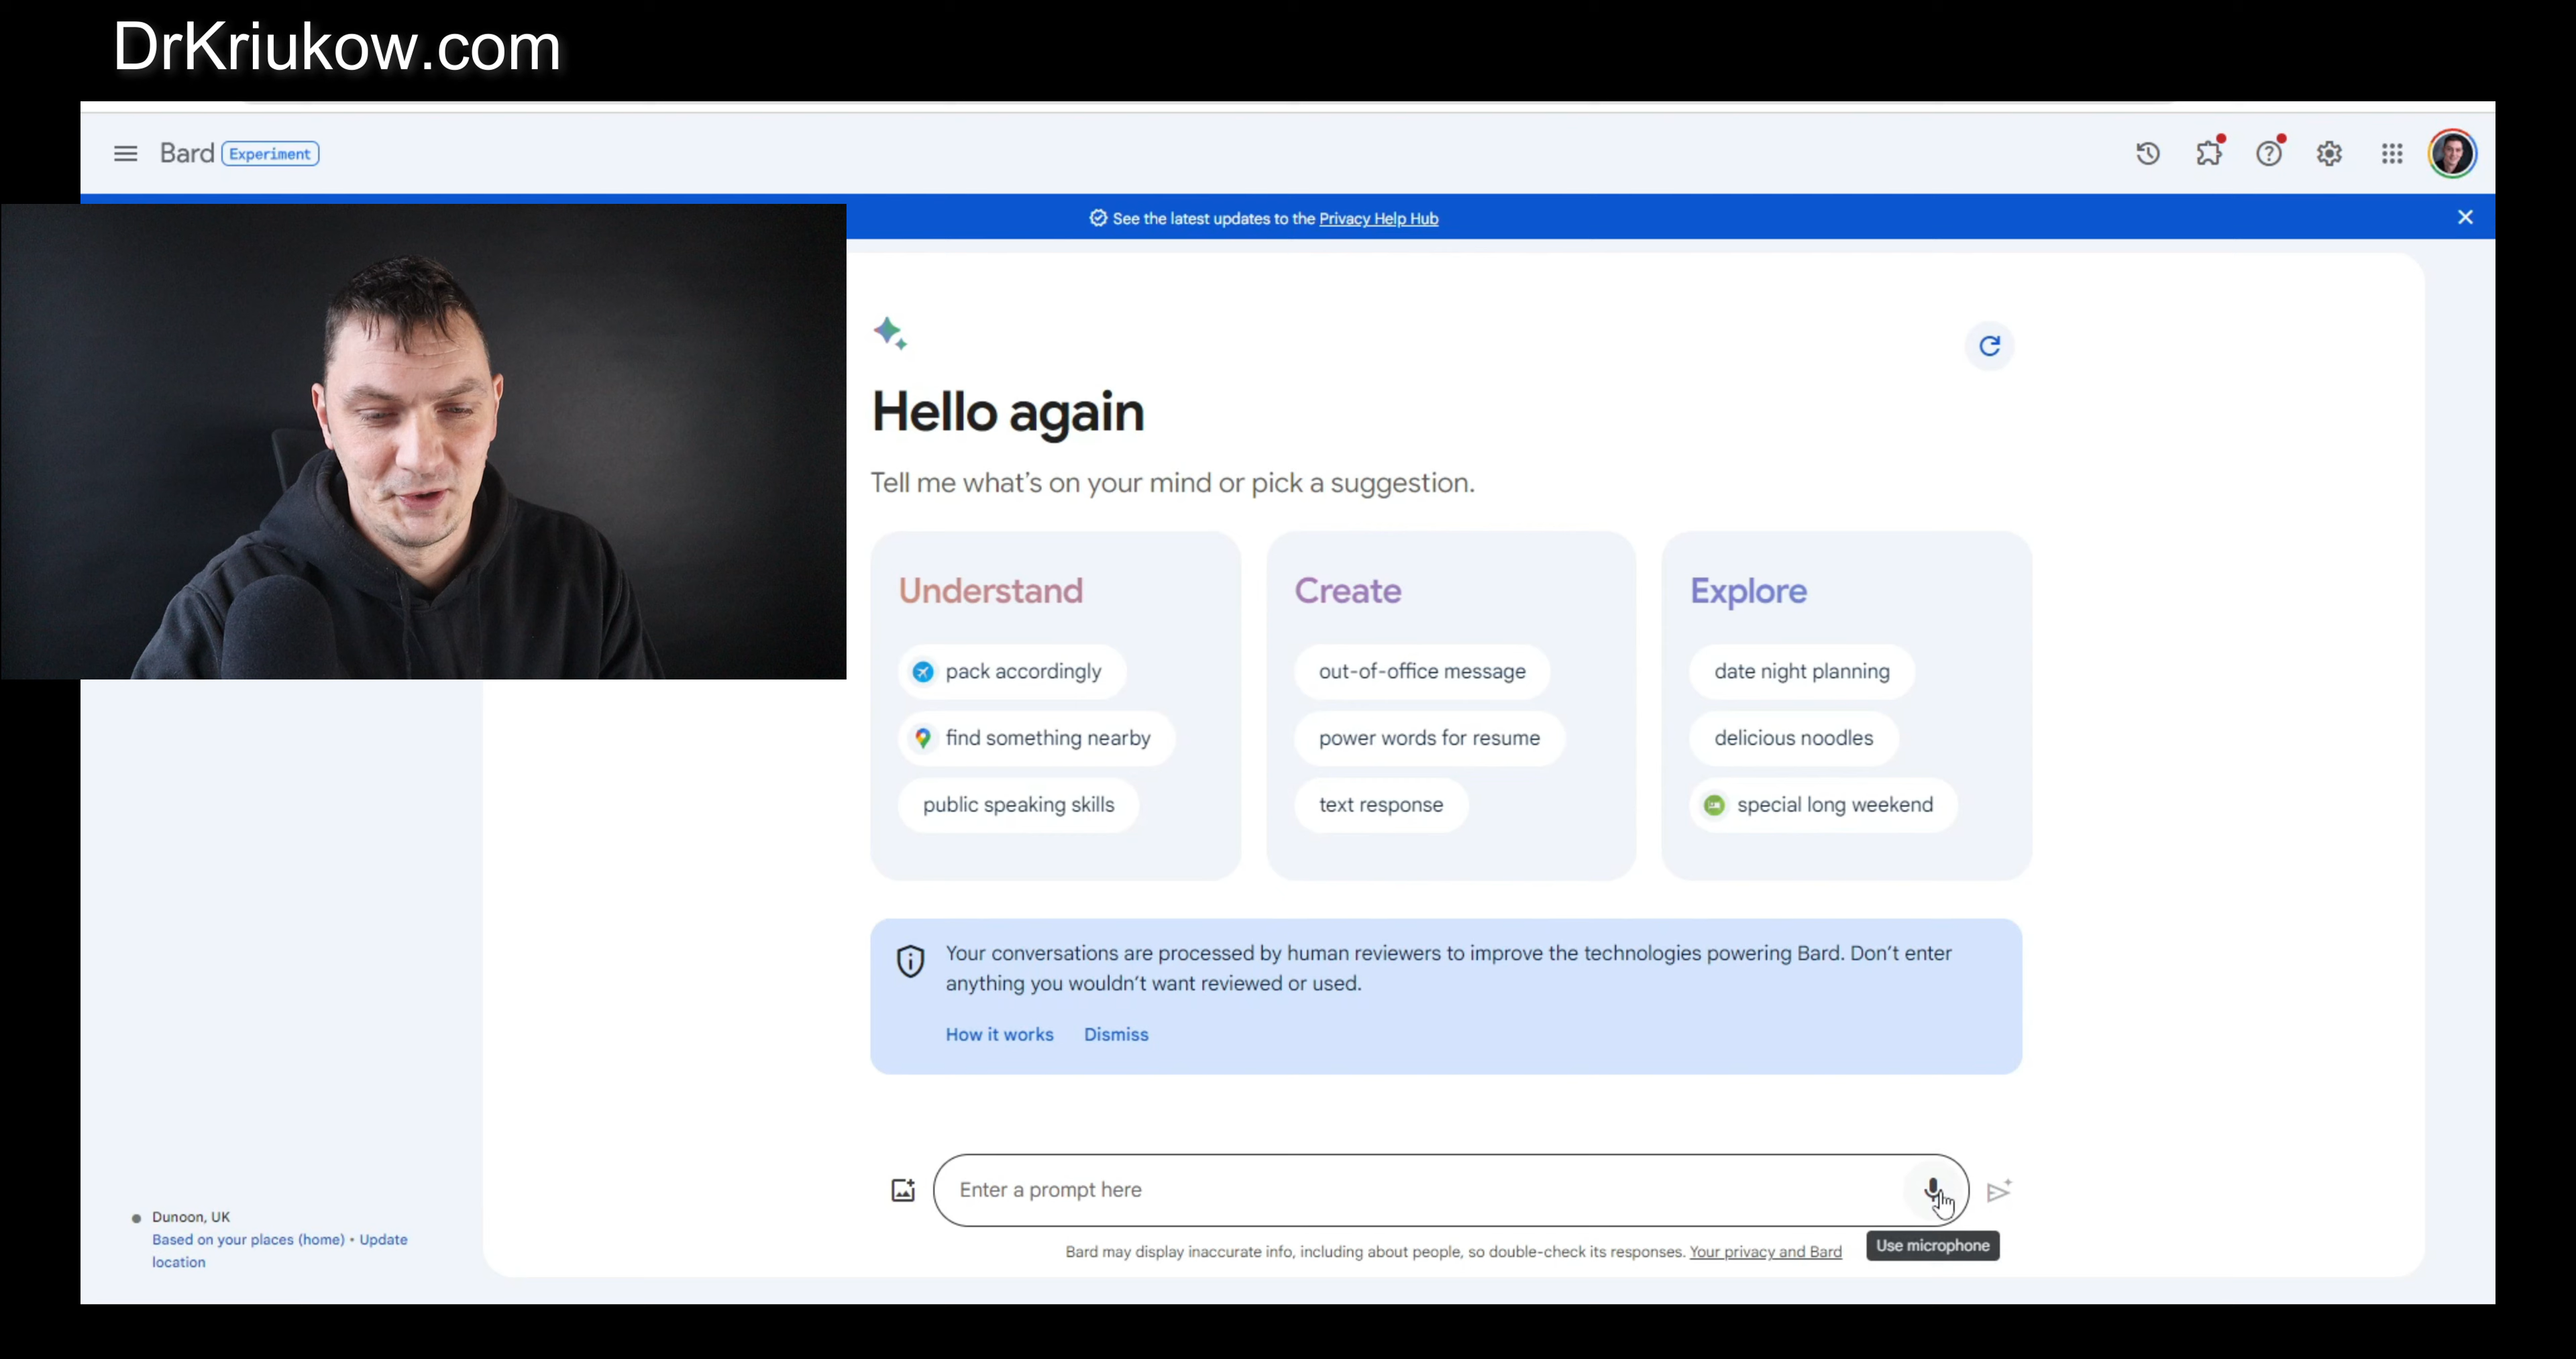 DrKriukow.com
Bard Experiment
See the latest updates to the Privacy Help Hub
Hello again
Tell me what's on your mind or pick a suggestion.
Understand
pack accordingly
find something nearby
public speaking skills
Create
out-of-office message
power words for resume
text response
Explore
date night planning
delicious noodles
special long weekend
Your conversations are processed by human reviewers to improve the technologies powering Bard. Don't enter
anything you wouldn't want reviewed or used.
How it works Dismiss
Enter a prompt here
Use microphone
Bard may display inaccurate info, including about people, so double-check its responses. Your privacy and Bard
Dunoon, UK
Based on your places (home) • Update
location